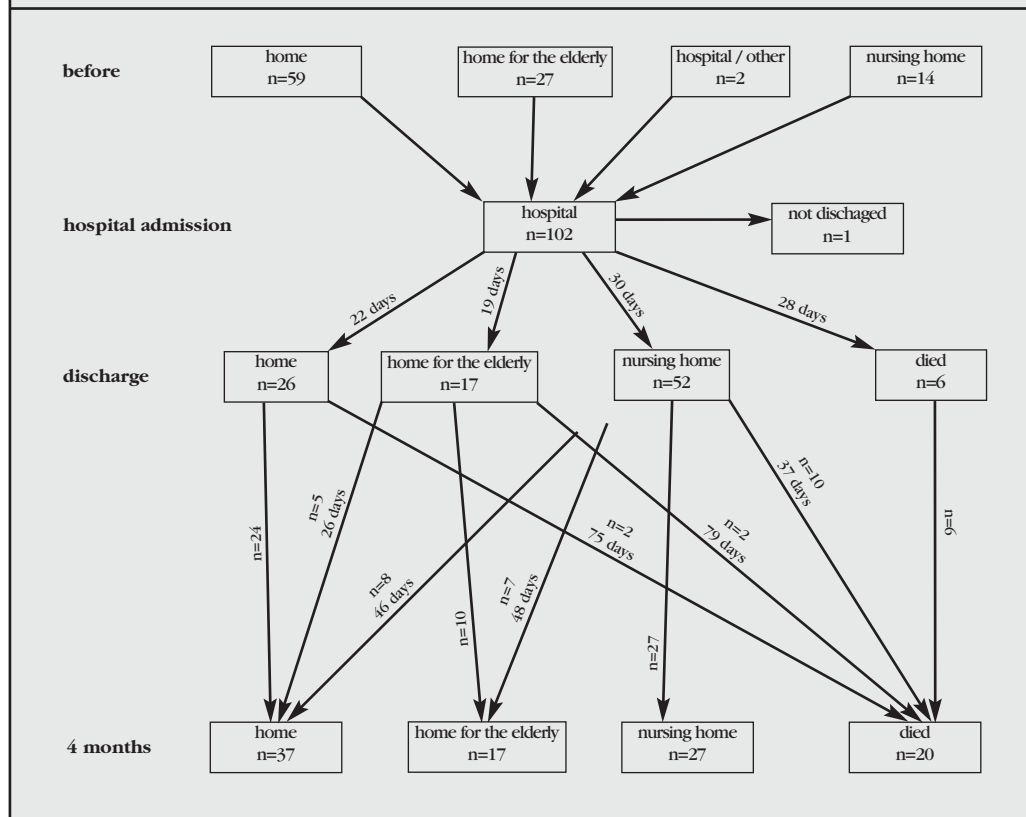 before
home
n=59
home for the elderly
n=27
hospital / other
n=2
nursing home
n=14
hospital admission
hospital
n=102
not dischaged
n=1
22 days
19 days
30 days
28 days
discharge
home
n=26
home for the elderly
n=17
nursing home
n=52
died
n=6
n=24
n=5
26 days
n=8
46 days
n=10
n=7
48 days
n=2
75 days
n=27
n=2
79 days
n=10
37 days
n=6
4 months
home
n=37
home for the elderly
n=17
nursing home
n=27
died
n=20